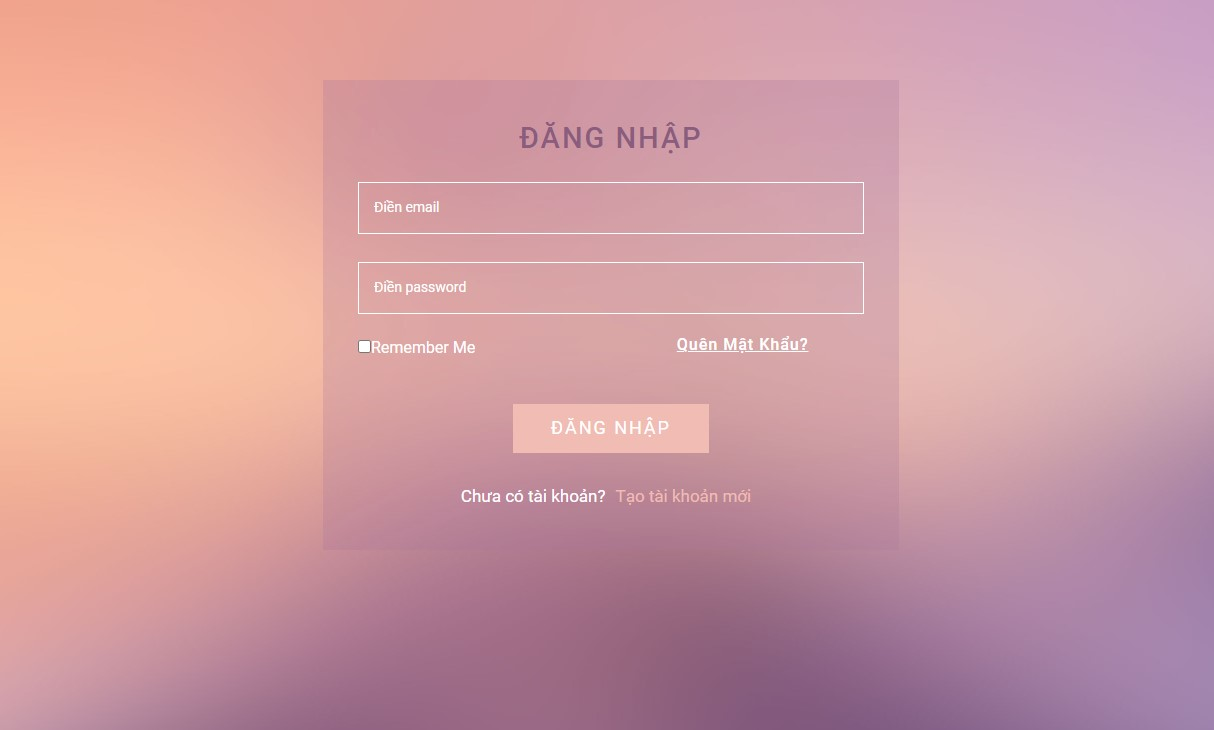 ĐĂNG NHẬP
Điền email
Điền password
Remember Me
Quên Mật Khẩu?
ĐĂNG NHẬP
Chưa có tài khoản? Tạo tài khoản mới